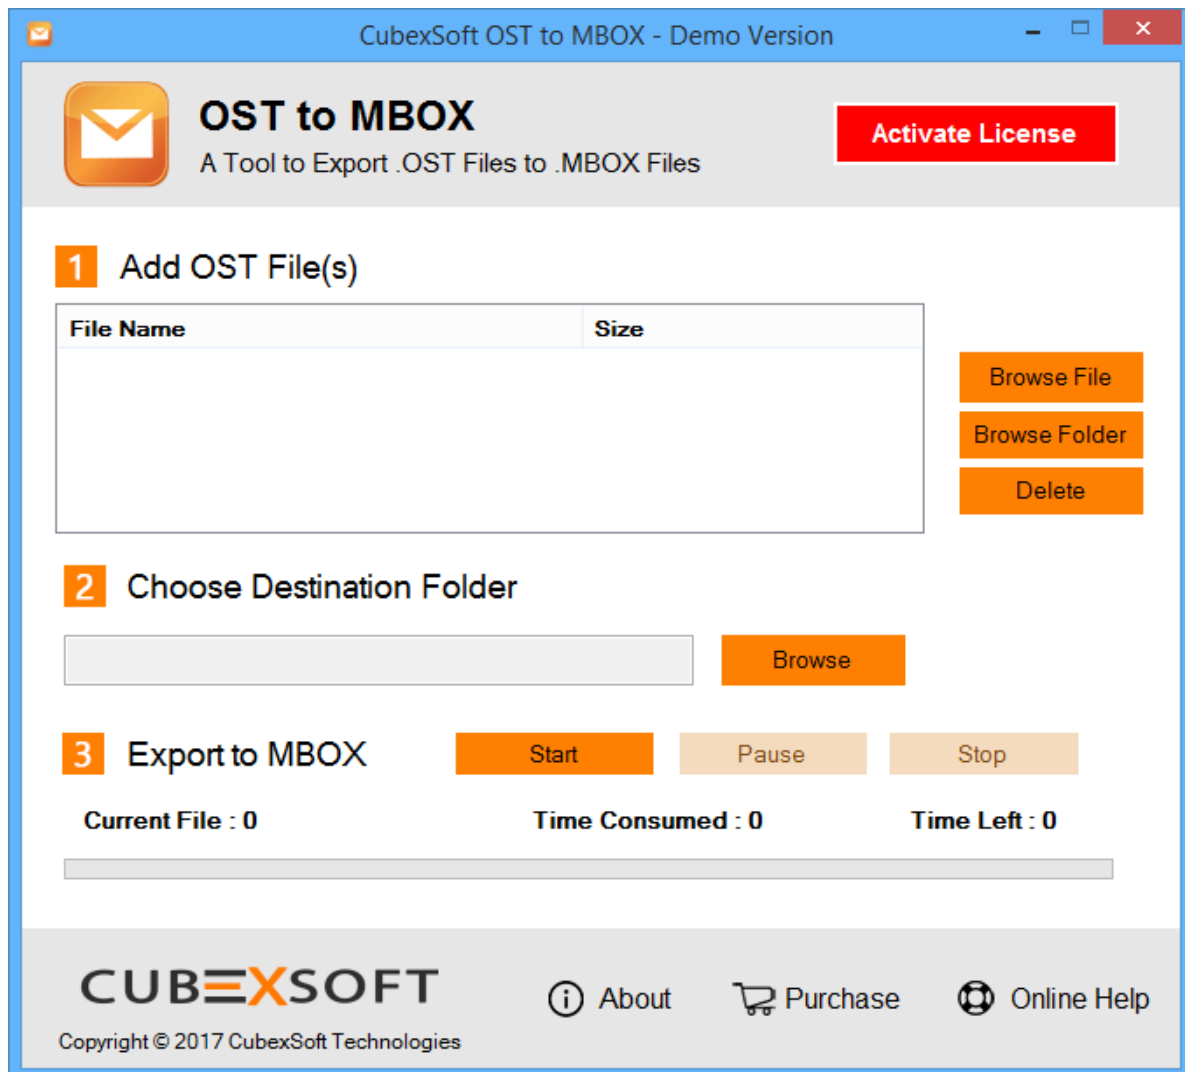 CubexSoft OST to MBOX - Demo Version
OST to MBOX
A Tool to Export .OST Files to .MBOX Files
Activate License
1 Add OST File(s)
File Name Size
Browse File
Browse Folder
Delete
2 Choose Destination Folder
Browse
3 Export to MBOX Start Pause Stop
Current File : 0 Time Consumed : 0 Time Left : 0
CUBEXSOFT
About Purchase Online Help
Copyright © 2017 CubexSoft Technologies